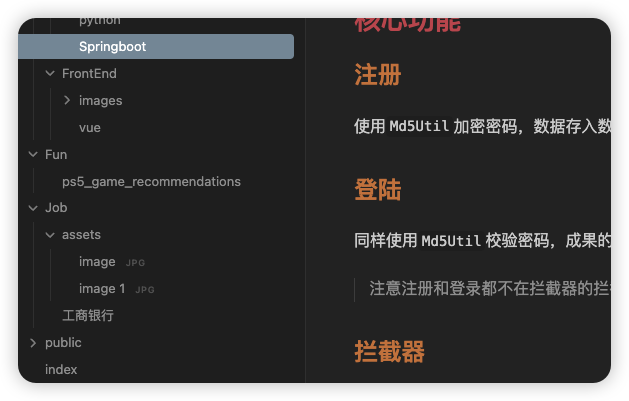 python
Springboot
FrontEnd
images
vue
Fun
ps5_game_recommendations
Job
assets
image JPG
image 1 JPG
工商银行
public
index
核心功能
注册
使用 Md5Util 加密密码，数据存入数
登陆
同样使用 Md5Util 校验密码，成果的
注意注册和登录都不在拦截器的拦
拦截器